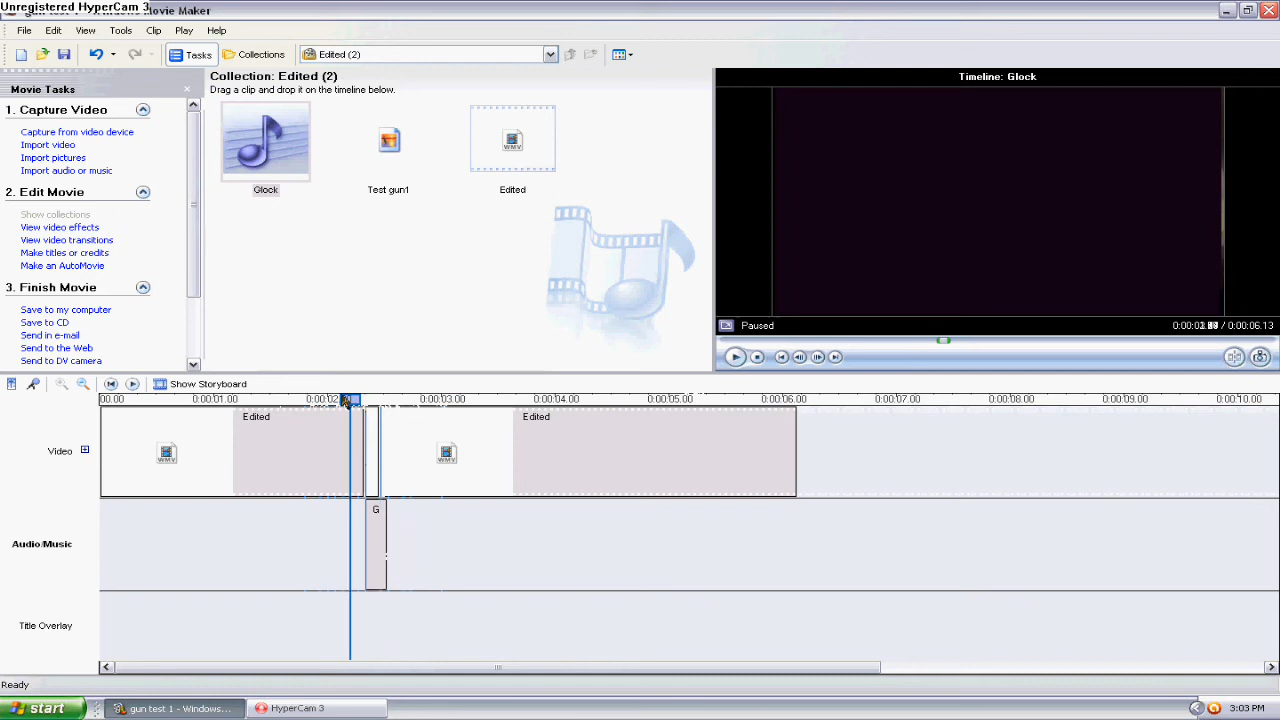 Unregistered HyperCam 3
Movie Maker
File Edit View Tools Clip Play Help
Tasks Collections Edited (2)
Movie Tasks
1. Capture Video
Capture from video device
Import video
Import pictures
Import audio or music
2. Edit Movie
Show collections
View video effects
View video transitions
Make titles or credits
Make an AutoMovie
3. Finish Movie
Save to my computer
Save to CD
Send in e-mail
Send to the Web
Send to DV camera
Collection: Edited (2)
Drag a clip and drop it on the timeline below.
WMV
Glock Test gun1 Edited
Timeline: Glock
Paused / 0:00:06.13
Show Storyboard
00.00 0:00:01.00 0:00:02 0:00:03.00 0:00:04.00 0:00:05.00 0:00:06.00 0:00:07.00 0:00:08.00 0:00:09.00 0:00:10.00
Edited Edited
Video WMV WMV
G
Audio/Music
Title Overlay
Ready
start gun test 1 - Windows... HyperCam 3 3:03 PM